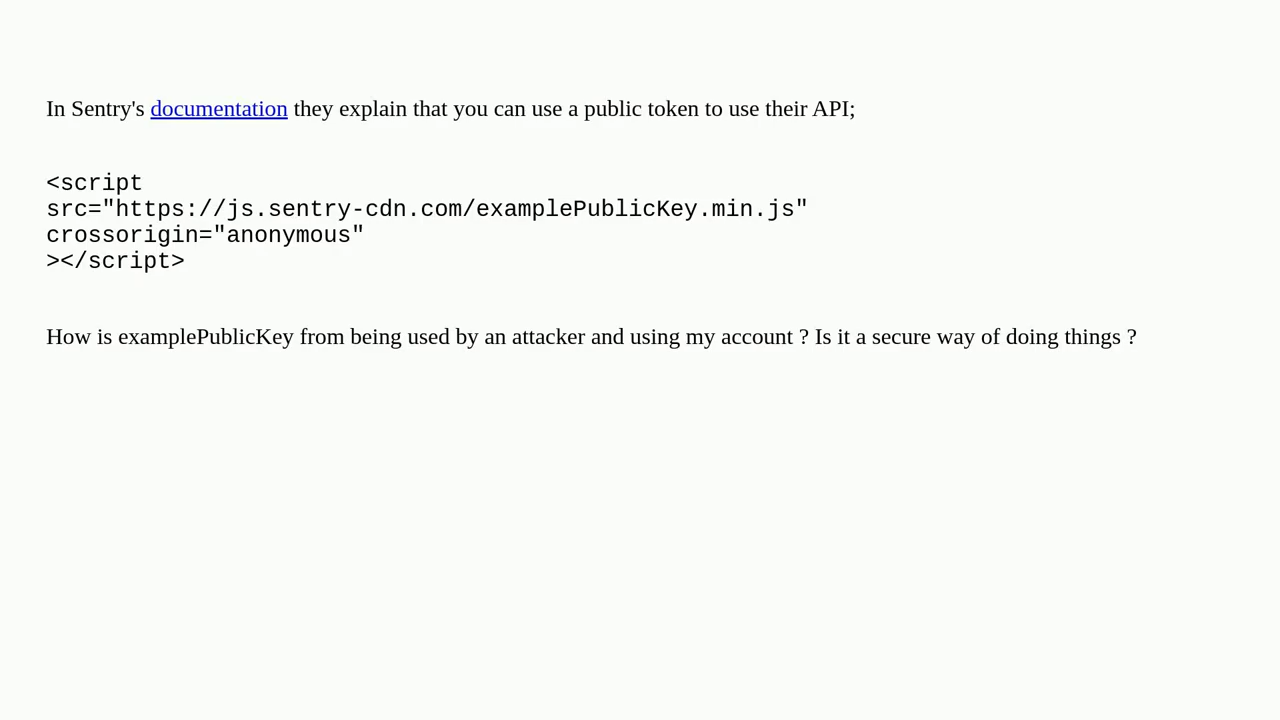 In Sentry's documentation they explain that you can use a public token to use their API;
<script
src="https://js.sentry-cdn.com/examplePublicKey.min.js"
crossorigin="anonymous"
></script>
How is examplePublicKey from being used by an attacker and using my account ? Is it a secure way of doing things ?